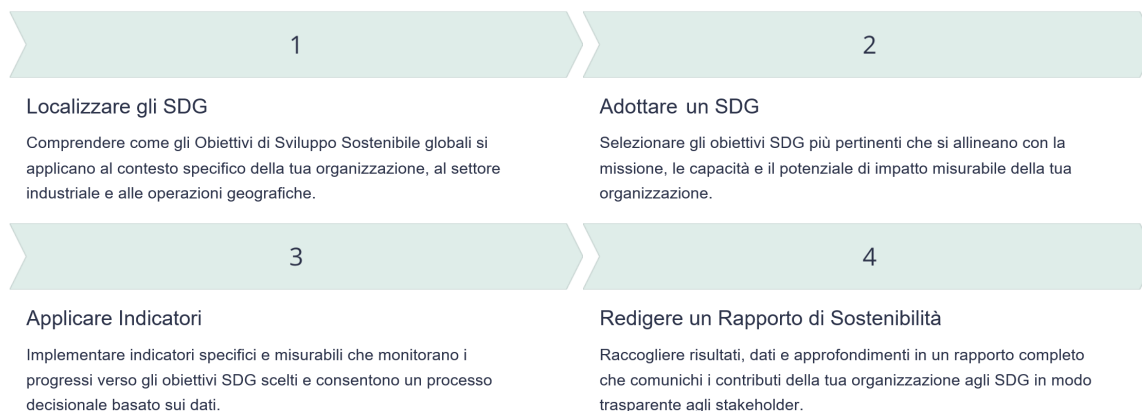 1
Localizzare gli SDG
Comprendere come gli Obiettivi di Sviluppo Sostenibile globali si
applicano al contesto specifico della tua organizzazione, al settore
industriale e alle operazioni geografiche.
2
Adottare un SDG
Selezionare gli obiettivi SDG più pertinenti che si allineano con la
missione, le capacità e il potenziale di impatto misurabile della tua
organizzazione.
3
Applicare Indicatori
Implementare indicatori specifici e misurabili che monitorano i
progressi verso gli obiettivi SDG scelti e consentono un processo
decisionale basato sui dati.
4
Redigere un Rapporto di Sostenibilità
Raccogliere risultati, dati e approfondimenti in un rapporto completo
che comunichi i contributi della tua organizzazione agli SDG in modo
trasparente agli stakeholder.